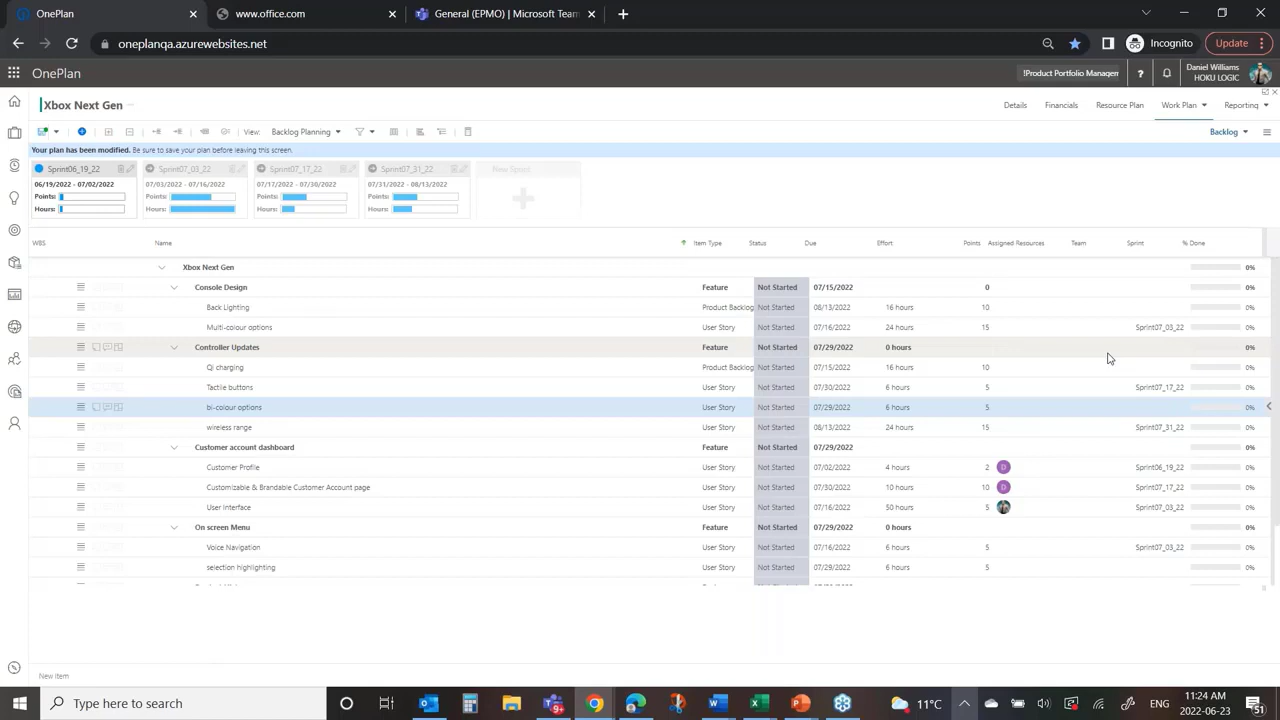 OnePlan
www.office.com
General (EPMO) | Microsoft Team
oneplanqa.azurewebsites.net
Incognito
Update
OnePlan
!Product Portfolio Managem
?
Daniel Williams
HOKU LOGIC
Xbox Next Gen
Details
Financials
Resource Plan
Work Plan
Reporting
View:
Backlog Planning
Backlog
Your plan has been modified. Be sure to save your plan before leaving this screen.
Sprint06_19_22
Sprint07_03_22
Sprint07_17_22
Sprint07_31_22
New Sprint
06/19/2022 - 07/02/2022
07/03/2022 - 07/16/2022
07/17/2022 - 07/30/2022
07/31/2022 - 08/13/2022
Points:
Points:
Points:
Points:
Hours:
Hours:
Hours:
Hours:
WBS Name Item Type Status Due Effort Points Assigned Resources Team Sprint % Done
Xbox Next Gen 0%
Console Design Feature Not Started 07/15/2022 0 0%
Back Lighting Product Backlog Not Started 08/13/2022 16 hours 10 0%
Multi-colour options User Story Not Started 07/16/2022 24 hours 15 Sprint07_03_22 0%
Controller Updates Feature Not Started 07/29/2022 0 hours 0%
Qi charging Product Backlog Not Started 07/15/2022 16 hours 10 0%
Tactile buttons User Story Not Started 07/30/2022 6 hours 5 Sprint07_17_22 0%
bi-colour options User Story Not Started 07/29/2022 6 hours 5 0%
wireless range User Story Not Started 08/13/2022 24 hours 15 Sprint07_31_22 0%
Customer account dashboard Feature Not Started 07/29/2022 0%
Customer Profile User Story Not Started 07/02/2022 4 hours 2 D Sprint06_19_22 0%
Customizable & Brandable Customer Account page User Story Not Started 07/30/2022 10 hours 10 D Sprint07_17_22 0%
User Interface User Story Not Started 07/16/2022 50 hours 5 Sprint07_03_22 0%
On screen Menu Feature Not Started 07/29/2022 0 hours 0%
Voice Navigation User Story Not Started 07/16/2022 6 hours 5 Sprint07_03_22 0%
selection highlighting User Story Not Started 07/29/2022 6 hours 5 0%
New Item
Type here to search
11°C
11:24 AM
2022-06-23